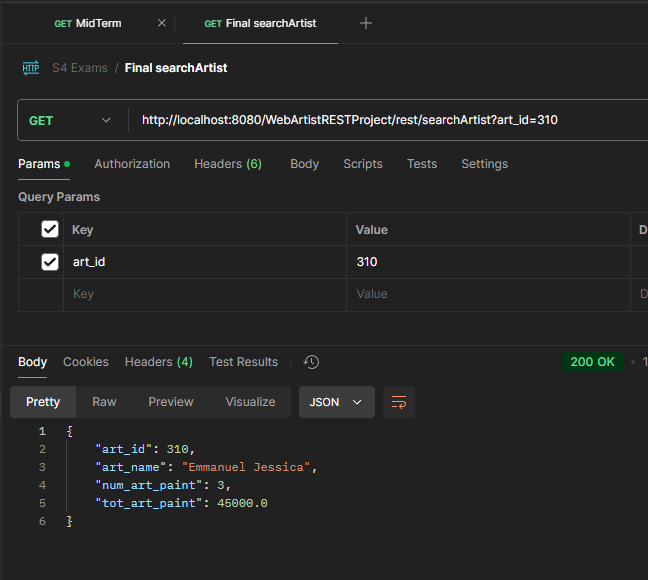 GET MidTerm
GET Final searchArtist
HTTP S4 Exams / Final searchArtist
GET http://localhost:8080/WebArtistRESTProject/rest/searchArtist?art_id=310
Params Authorization Headers (6) Body Scripts Tests Settings
Query Params
Key Value D
art_id 310
Key Value D
Body Cookies Headers (4) Test Results 200 OK 1
Pretty Raw Preview Visualize JSON
1 {
2 "art_id": 310,
3 "art_name": "Emmanuel Jessica",
4 "num_art_paint": 3,
5 "tot_art_paint": 45000.0
6 }